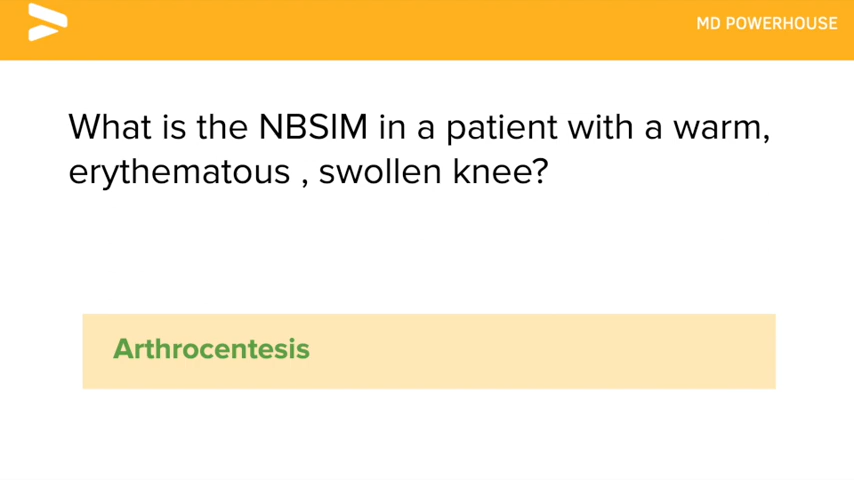 MD POWERHOUSE
What is the NBSIM in a patient with a warm,
erythematous , swollen knee?
Arthrocentesis